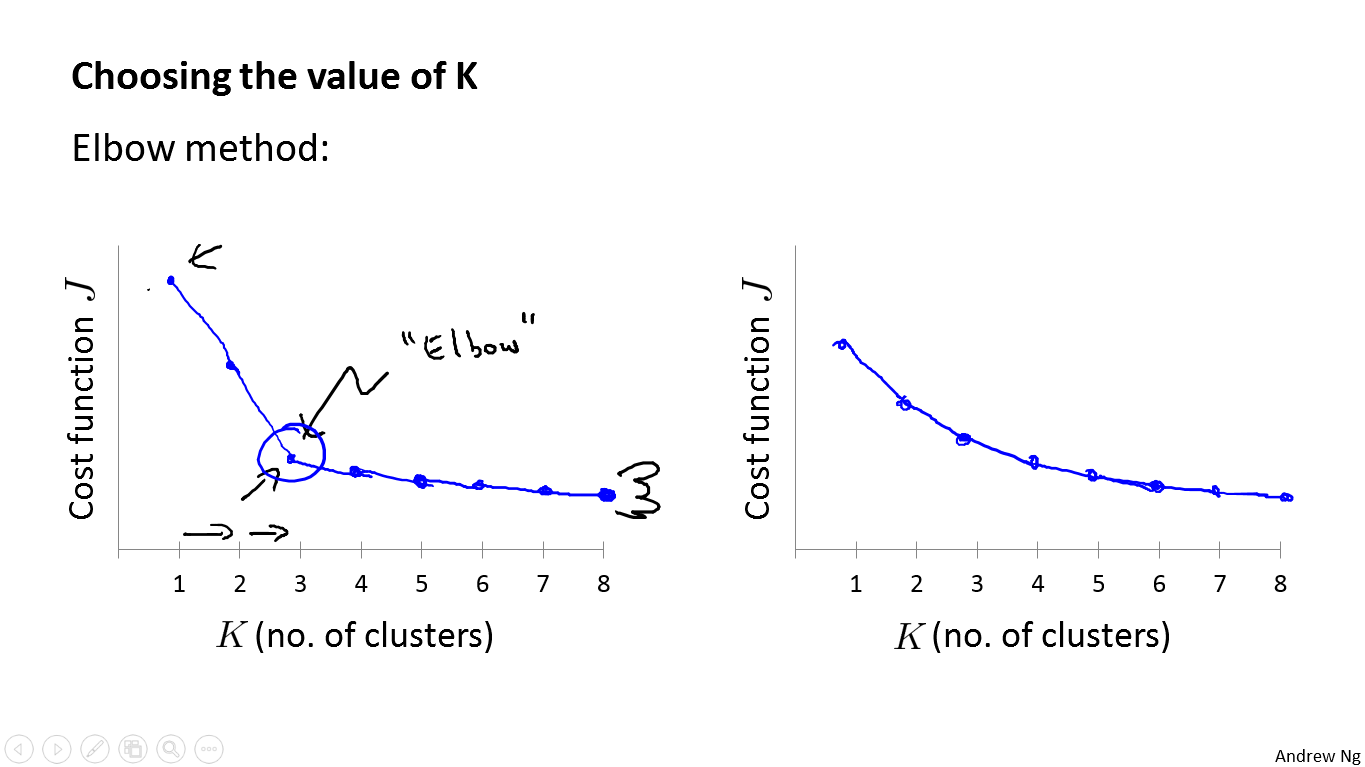 Choosing the value of K
Elbow method:
"Elbow"
Cost function J
1 2 3 4 5 6 7 8
K (no. of clusters)
Cost function J
1 2 3 4 5 6 7 8
K (no. of clusters)
Andrew Ng